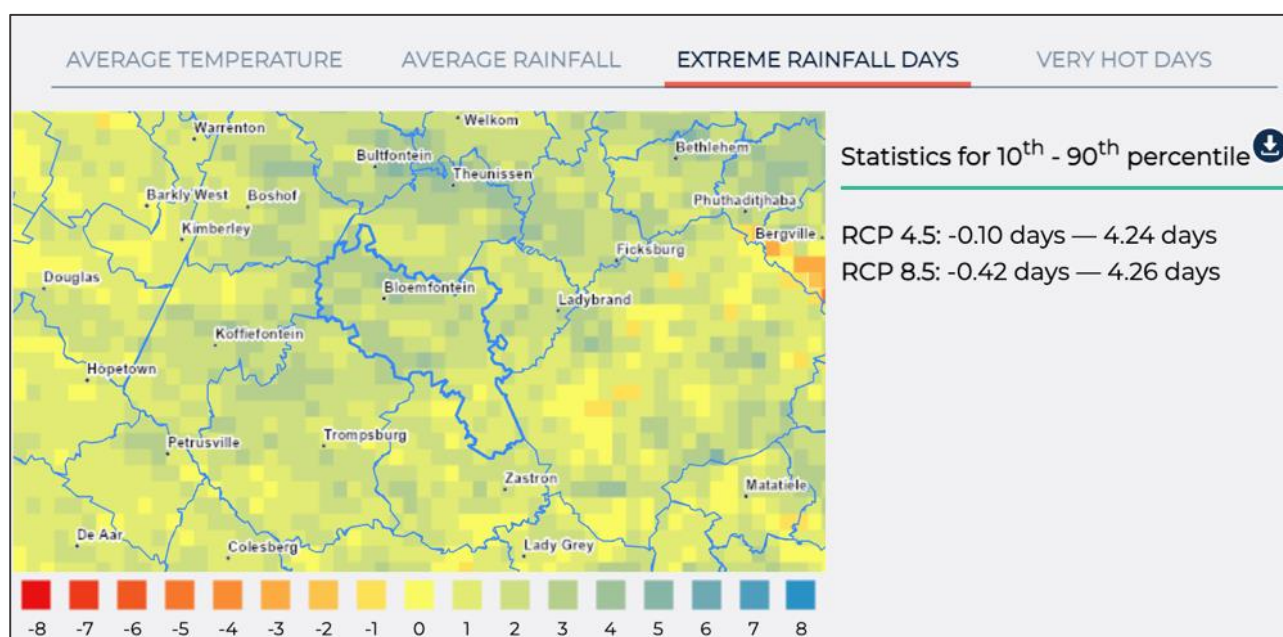 AVERAGE TEMPERATURE AVERAGE RAINFALL EXTREME RAINFALL DAYS VERY HOT DAYS
Warrenton
Welkom
Bultfontein
Bethlehem
Theunissen
Barkly West
Boshof
Phuthaditjhaba
Kimberley
Bergville
Ficksburg
Douglas
Bloemfontein
Ladybrand
Koffiefontein
Hopetown
Petrusville
Trompsburg
Zastron
Matatiele
De Aar
Colesberg
Lady Grey
-8 -7 -6 -5 -4 -3 -2 -1 0 1 2 3 4 5 6 7 8
Statistics for 10th - 90th percentile
RCP 4.5: -0.10 days — 4.24 days
RCP 8.5: -0.42 days — 4.26 days